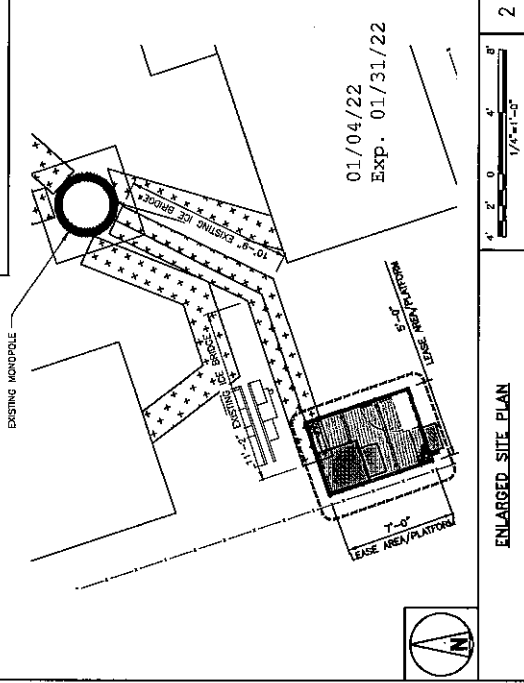 EXISTING MONOPOLE
10'-9" EXISTING ICE BRIDGE
01/04/22
Exp. 01/31/22
11'-2" EXISTING ICE BRIDGE
5'-0"
LEASE AREA/PLATFORM
7'-0"
LEASE AREA/PLATFORM
N
ENLARGED SITE PLAN
4' 2' 0 4' 8'
1/4"=1'-0"
2